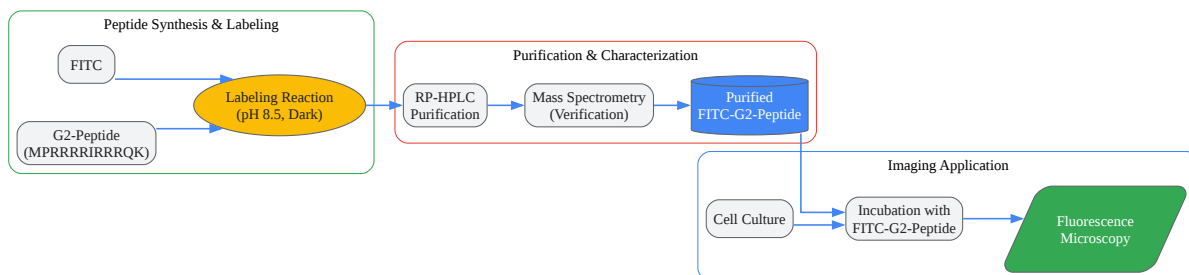 Peptide Synthesis & Labeling
FITC
G2-Peptide
(MPRRRRIRRRQK)
Labeling Reaction
(pH 8.5, Dark)
Purification & Characterization
RP-HPLC
Purification
Mass Spectrometry
(Verification)
Purified
FITC-G2-Peptide
Imaging Application
Cell Culture
Incubation with
FITC-G2-Peptide
Fluorescence
Microscopy